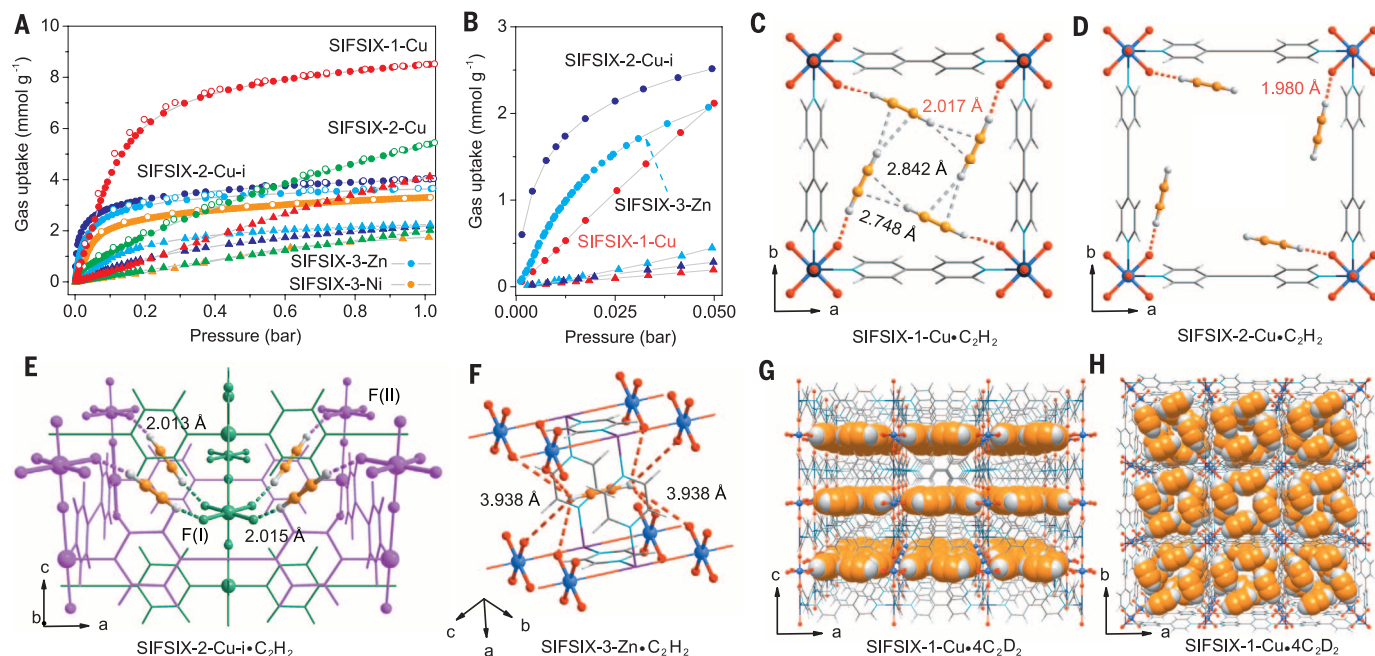 A
Gas uptake (mmol g⁻¹)
10
8
6
4
2
0
SIFSIX-1-Cu
SIFSIX-2-Cu
SIFSIX-2-Cu-i
SIFSIX-3-Zn
SIFSIX-3-Ni
0.0 0.2 0.4 0.6 0.8 1.0
Pressure (bar)
B
Gas uptake (mmol g⁻¹)
3
2
1
0
SIFSIX-2-Cu-i
SIFSIX-3-Zn
SIFSIX-1-Cu
0.000 0.025 0.050
Pressure (bar)
C
2.017 Å
2.842 Å
2.748 Å
b
a
SIFSIX-1-Cu•C₂H₂
D
1.980 Å
b
a
SIFSIX-2-Cu•C₂H₂
E
F(II)
2.013 Å
F(I)
2.015 Å
c
b
a
SIFSIX-2-Cu-i•C₂H₂
F
3.938 Å
3.938 Å
c
b
a
SIFSIX-3-Zn•C₂H₂
G
c
a
SIFSIX-1-Cu•4C₂D₂
H
b
a
SIFSIX-1-Cu•4C₂D₂